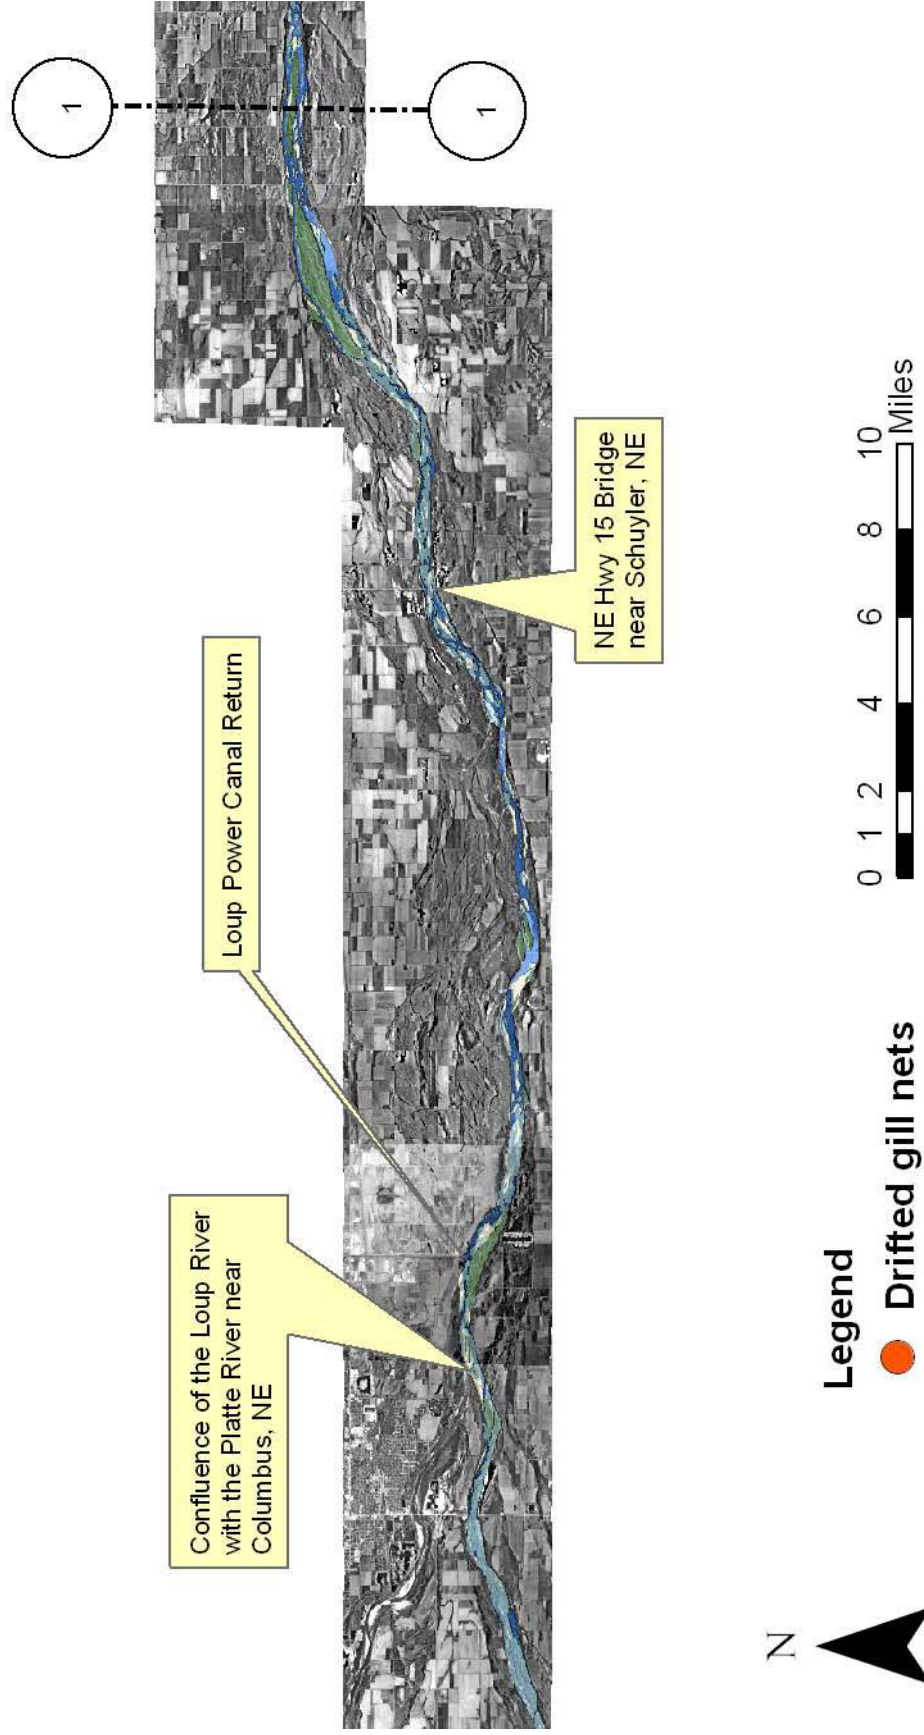 1
1
Confluence of the Loup River
with the Platte River near
Columbus, NE
Loup Power Canal Return
NE Hwy 15 Bridge
near Schuyler, NE
N
Legend
Drifted gill nets
0 1 2 4 6 8 10
Miles